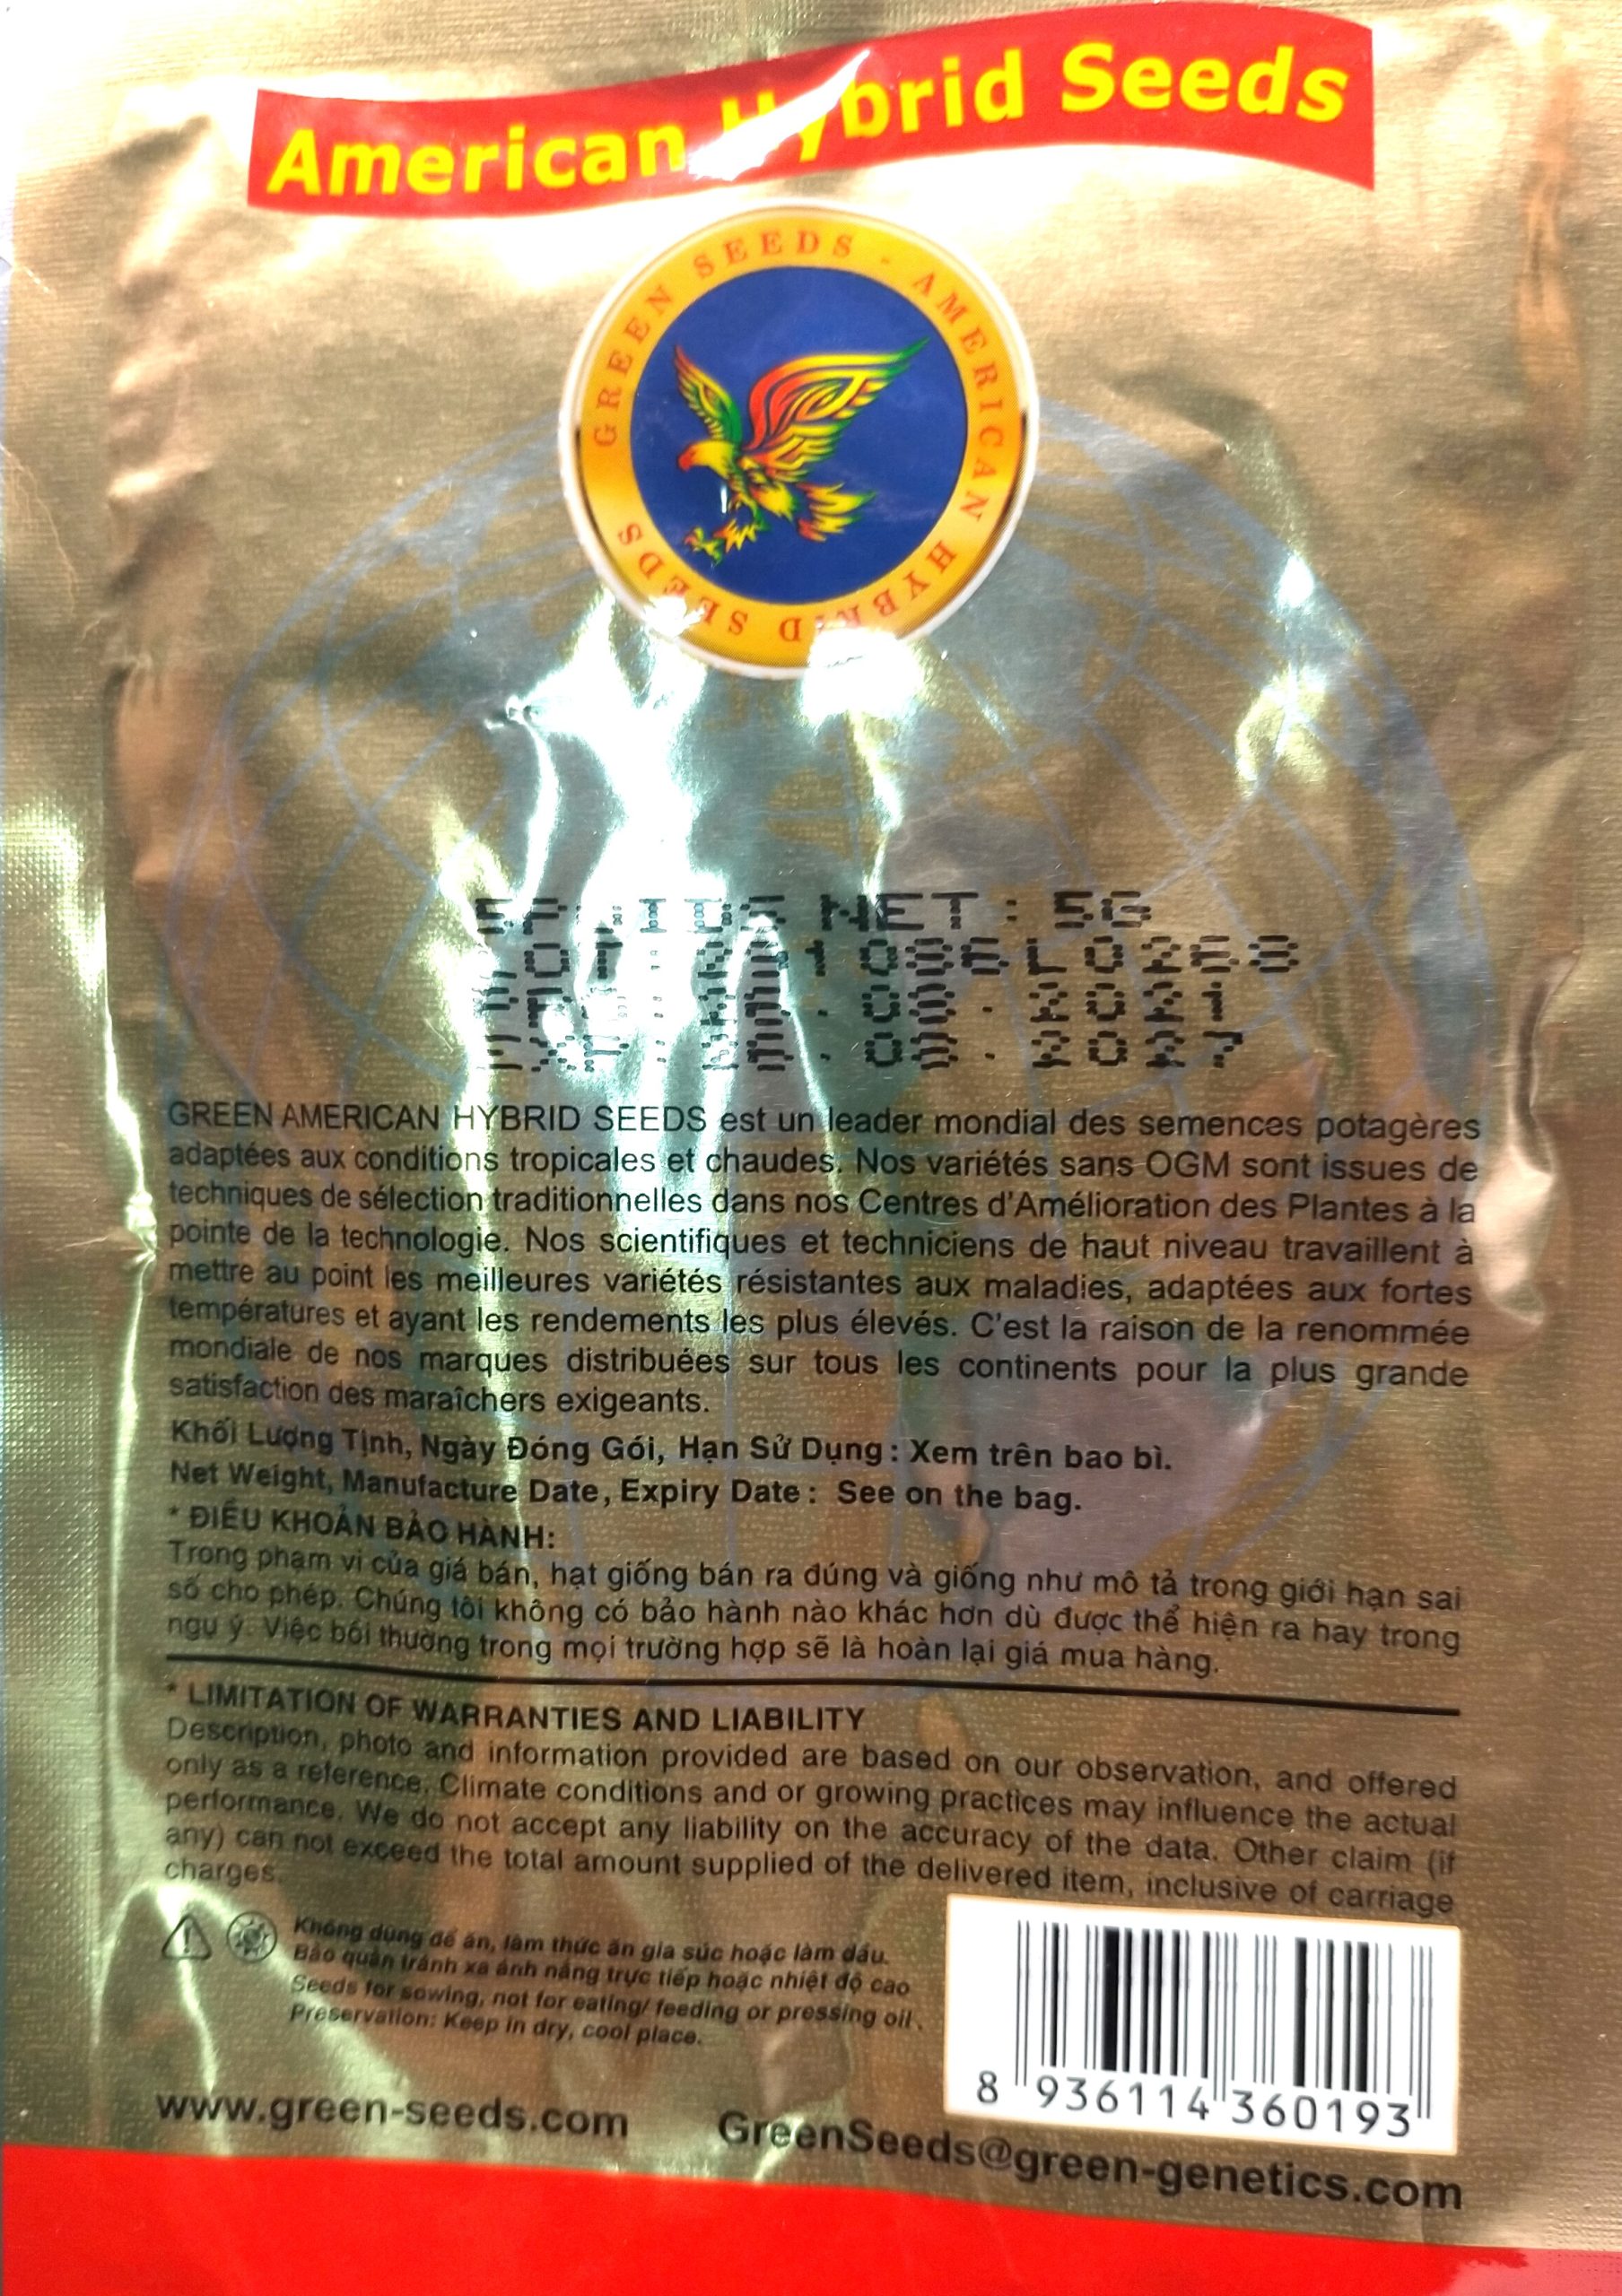 American Hybrid Seeds
GREEN SEEDS - AMERICAN HYBRID SEEDS
NET: 5G
GREEN AMERICAN HYBRID SEEDS est un leader mondial des semences potagères
adaptées aux conditions tropicales et chaudes. Nos variétés sans OGM sont issues de
techniques de sélection traditionnelles dans nos Centres d'Amélioration des Plantes à la
pointe de la technologie. Nos scientifiques et techniciens de haut niveau travaillent à
mettre au point les meilleures variétés résistantes aux maladies, adaptées aux fortes
températures et ayant les rendements les plus élevés. C'est la raison de la renommée
mondiale de nos marques distribuées sur tous les continents pour la plus grande
satisfaction des maraîchers exigeants.
Khối Lượng Tịnh, Ngày Đóng Gói, Hạn Sử Dụng : Xem trên bao bì.
Net Weight, Manufacture Date, Expiry Date : See on the bag.
* ĐIỀU KHOẢN BẢO HÀNH:
Trong phạm vi của giá bán, hạt giống bán ra đúng và giống như mô tả trong giới hạn sai
số cho phép. Chúng tôi không có bảo hành nào khác hơn dù được thể hiện ra hay trong
ngụ ý. Việc bồi thường trong mọi trường hợp sẽ là hoàn lại giá mua hàng.
* LIMITATION OF WARRANTIES AND LIABILITY
Description, photo and information provided are based on our observation, and offered
only as a reference. Climate conditions and or growing practices may influence the actual
performance. We do not accept any liability on the accuracy of the data. Other claim (if
any) can not exceed the total amount supplied of the delivered item, inclusive of carriage
charges.
Không dùng để ăn, làm thức ăn gia súc hoặc làm dầu.
Bảo quản tránh xa ánh nắng trực tiếp hoặc nhiệt độ cao
Seeds for sowing, not for eating/ feeding or pressing oil .
Preservation: Keep in dry, cool place.
8 936114 360193
www.green-seeds.com
GreenSeeds@green-genetics.com